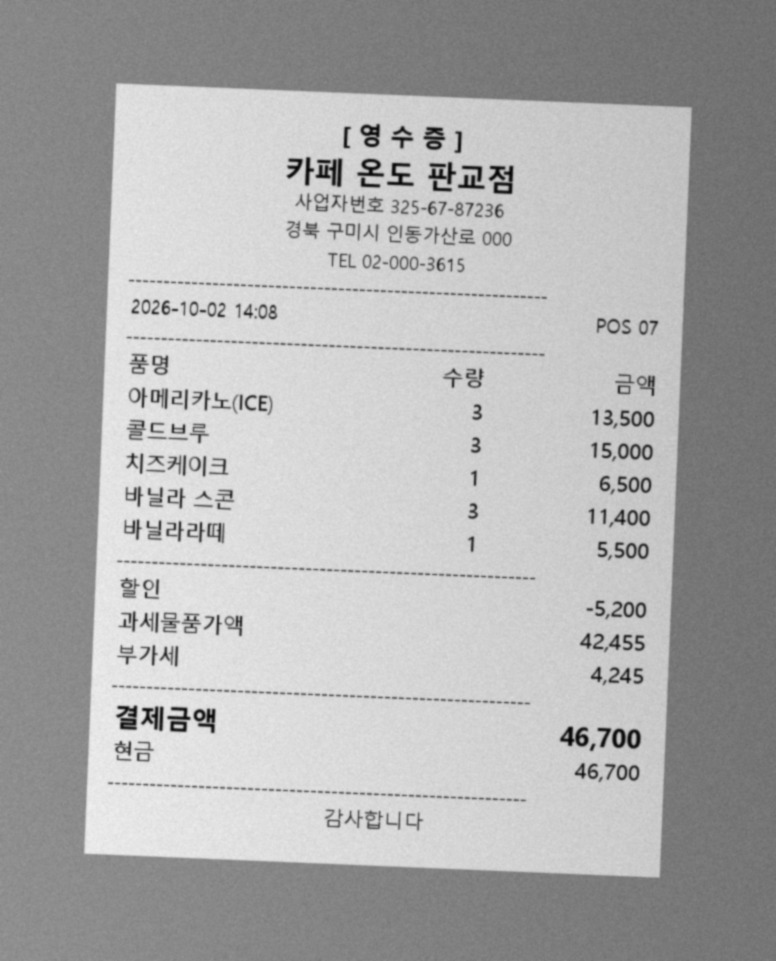 [ 영 수 증 ]
카페 온도 판교점
사업자번호 325-67-87236
경북 구미시 인동가산로 000
TEL 02-000-3615
2026-10-02 14:08 POS 07
품명 수량 금액
아메리카노(ICE) 3 13,500
콜드브루 3 15,000
치즈케이크 1 6,500
바닐라 스콘 3 11,400
바닐라라떼 1 5,500
할인 -5,200
과세물품가액 42,455
부가세 4,245
결제금액 46,700
현금 46,700
감사합니다